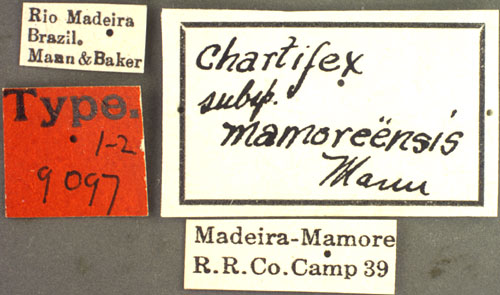 Rio Madeira
Brazil.
Mann & Baker
Type.
1-2
9097
Chartifex
subsp.
mamoreënsis
Mann
Madeira-Mamore
R.R.Co.Camp 39